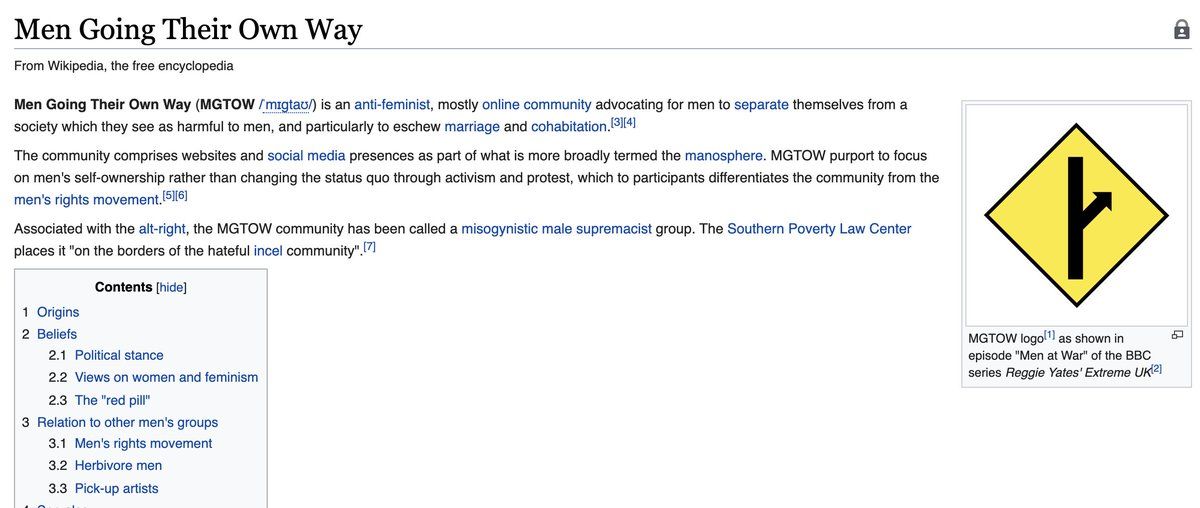 Men Going Their Own Way
From Wikipedia, the free encyclopedia
Men Going Their Own Way (MGTOW /ˈmɪɡtaʊ/) is an anti-feminist, mostly online community advocating for men to separate themselves from a
society which they see as harmful to men, and particularly to eschew marriage and cohabitation.[3][4]
The community comprises websites and social media presences as part of what is more broadly termed the manosphere. MGTOW purport to focus
on men's self-ownership rather than changing the status quo through activism and protest, which to participants differentiates the community from the
men's rights movement.[5][6]
Associated with the alt-right, the MGTOW community has been called a misogynistic male supremacist group. The Southern Poverty Law Center
places it "on the borders of the hateful incel community".[7]
Contents [hide]
1 Origins
2 Beliefs
2.1 Political stance
2.2 Views on women and feminism
2.3 The "red pill"
3 Relation to other men's groups
3.1 Men's rights movement
3.2 Herbivore men
3.3 Pick-up artists
MGTOW logo[1] as shown in
episode "Men at War" of the BBC
series Reggie Yates' Extreme UK[2]